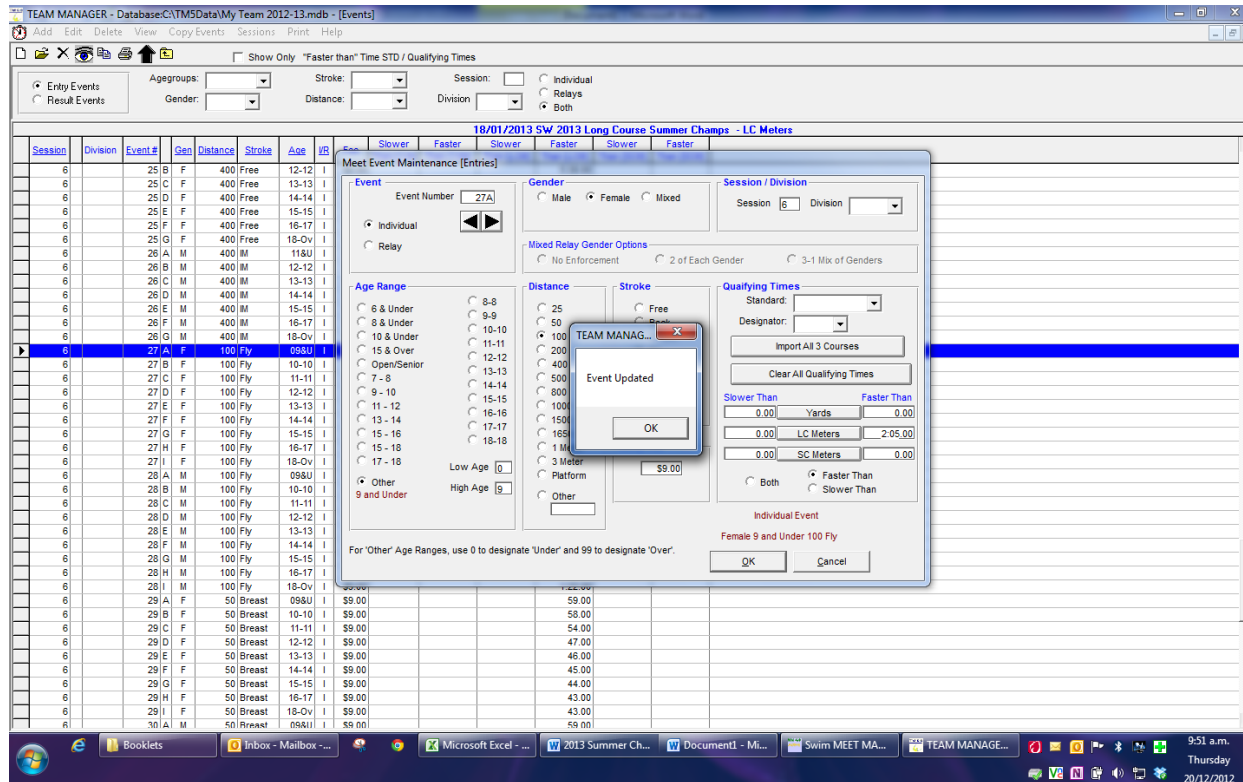 TEAM MANAGER - Database:C:\TM5Data\My Team 2012-13.mdb - [Events]
Add Edit Delete View Copy Events Sessions Print Help
Show Only "Faster than" Time STD / Qualifying Times
Entry Events
Result Events
Agegroups: Stroke: Session:
Gender: Distance: Division
Individual
Relays
Both
18/01/2013 SW 2013 Long Course Summer Champs - LC Meters
Session Division Event # Gen Distance Stroke Age I/R Fee Slower Faster Slower Faster Slower Faster
6 25 B F 400 Free 12-12 I
6 25 C F 400 Free 13-13 I
6 25 D F 400 Free 14-14 I
6 25 E F 400 Free 15-15 I
6 25 F F 400 Free 16-17 I
6 25 G F 400 Free 18-Ov I
6 26 A M 400 IM 11&U I
6 26 B M 400 IM 12-12 I
6 26 C M 400 IM 13-13 I
6 26 D M 400 IM 14-14 I
6 26 E M 400 IM 15-15 I
6 26 F M 400 IM 16-17 I
6 26 G M 400 IM 18-Ov I
6 27 A F 100 Fly 09&U I
6 27 B F 100 Fly 10-10 I
6 27 C F 100 Fly 11-11 I
6 27 D F 100 Fly 12-12 I
6 27 E F 100 Fly 13-13 I
6 27 F F 100 Fly 14-14 I
6 27 G F 100 Fly 15-15 I
6 27 H F 100 Fly 16-17 I
6 27 I F 100 Fly 18-Ov I
6 28 A M 100 Fly 09&U I
6 28 B M 100 Fly 10-10 I
6 28 C M 100 Fly 11-11 I
6 28 D M 100 Fly 12-12 I
6 28 E M 100 Fly 13-13 I
6 28 F M 100 Fly 14-14 I
6 28 G M 100 Fly 15-15 I
6 28 H M 100 Fly 16-17 I
6 28 I M 100 Fly 18-Ov I
6 29 A F 50 Breast 09&U I $9.00 59.00
6 29 B F 50 Breast 10-10 I $9.00 58.00
6 29 C F 50 Breast 11-11 I $9.00 54.00
6 29 D F 50 Breast 12-12 I $9.00 47.00
6 29 E F 50 Breast 13-13 I $9.00 46.00
6 29 F F 50 Breast 14-14 I $9.00 45.00
6 29 G F 50 Breast 15-15 I $9.00 44.00
6 29 H F 50 Breast 16-17 I $9.00 43.00
6 29 I F 50 Breast 18-Ov I $9.00 43.00
6 30 A M 50 Breast 09&U I $9.00 59.00
Meet Event Maintenance [Entries]
Event
Event Number 27A
Individual
Relay
Gender
Male Female Mixed
Session / Division
Session 6 Division
Mixed Relay Gender Options
No Enforcement 2 of Each Gender 3-1 Mix of Genders
Age Range
6 & Under
8 & Under
10 & Under
15 & Over
Open/Senior
7 - 8
9 - 10
11 - 12
13 - 14
15 - 16
15 - 18
17 - 18
Other
9 and Under
8-8
9-9
10-10
11-11
12-12
13-13
14-14
15-15
16-16
17-17
18-18
Low Age 0
High Age 9
Distance
25
50
100
200
400
500
800
1000
1500
1650
1 Me
3 Meter
Platform
Other
Stroke
Free
$9.00
Qualifying Times
Standard:
Designator:
Import All 3 Courses
Clear All Qualifying Times
Slower Than Faster Than
0.00 Yards 0.00
0.00 LC Meters 2:05.00
0.00 SC Meters 0.00
Both
Faster Than
Slower Than
Individual Event
Female 9 and Under 100 Fly
For 'Other' Age Ranges, use 0 to designate 'Under' and 99 to designate 'Over'.
OK Cancel
TEAM MANAG...
Event Updated
OK
Booklets
Inbox - Mailbox -...
Microsoft Excel - ...
2013 Summer Ch...
Document1 - Mi...
Swim MEET MA...
TEAM MANAGE...
9:51 a.m.
Thursday
20/12/2012